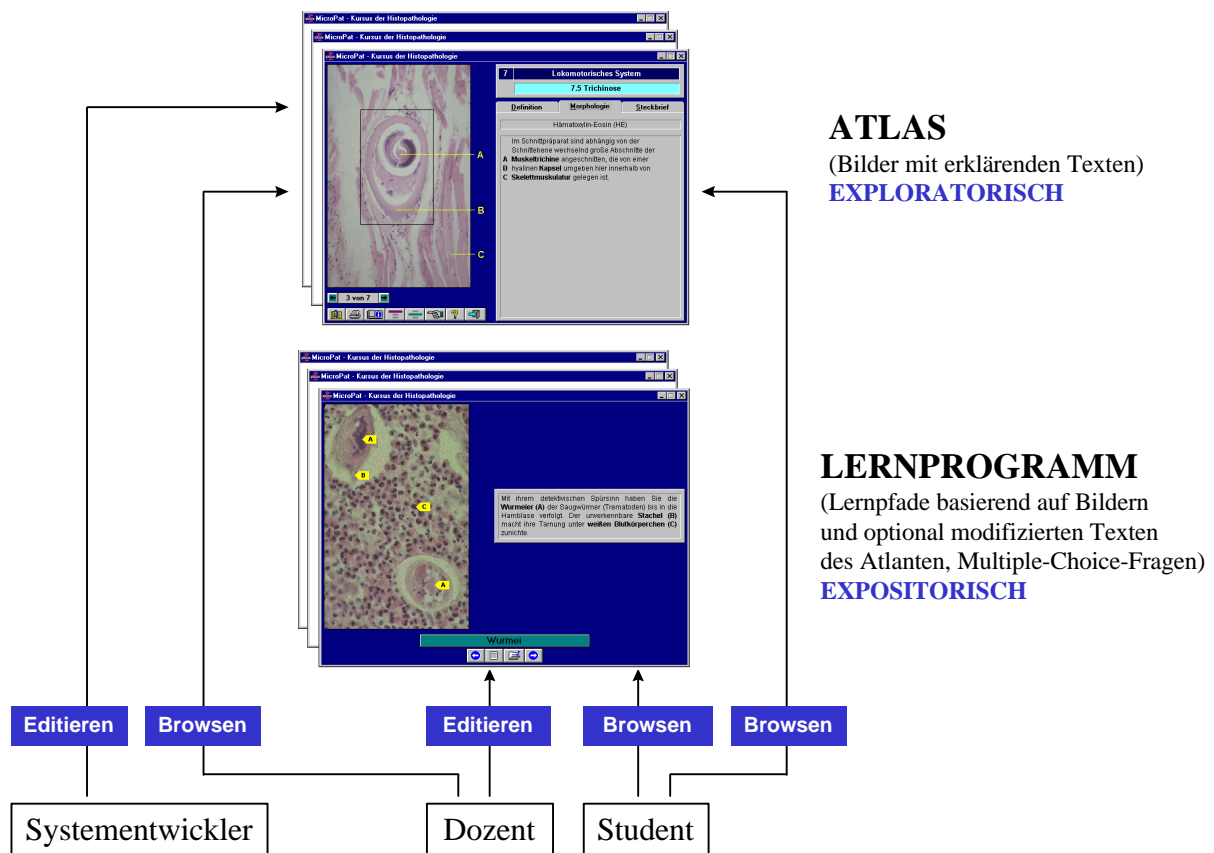 MicroPat - Kursus der Histopathologie
MicroPat - Kursus der Histopathologie
MicroPat - Kursus der Histopathologie
7 Lokomotorisches System
7.5 Trichinose
Definition Morphologie Steckbrief
Hämatoxylin-Eosin (HE)
Im Schnittpräparat sind abhängig von der
Schnittebene wechselnd große Abschnitte der
A Muskeltrichine angeschnitten, die von einer
B hyalinen Kapsel umgeben hier innerhalb von
C Skelettmuskulatur gelegen ist.
A
B
C
3 von 7
?
ATLAS
(Bilder mit erklärenden Texten)
EXPLORATORISCH
MicroPat - Kursus der Histopathologie
MicroPat - Kursus der Histopathologie
MicroPat - Kursus der Histopathologie
A
B
C
A
Mit ihrem detektivischen Spürsinn haben Sie die
Wurmeier (A) der Saugwürmer (Trematoden) bis in die
Harnblase verfolgt. Der unverkennbare Stachel (B)
macht ihre Tarnung unter weißen Blutkörperchen (C)
zunichte.
Wurmei
LERNPROGRAMM
(Lernpfade basierend auf Bildern
und optional modifizierten Texten
des Atlanten, Multiple-Choice-Fragen)
EXPOSITORISCH
Editieren Browsen Editieren Browsen Browsen
Systementwickler Dozent Student